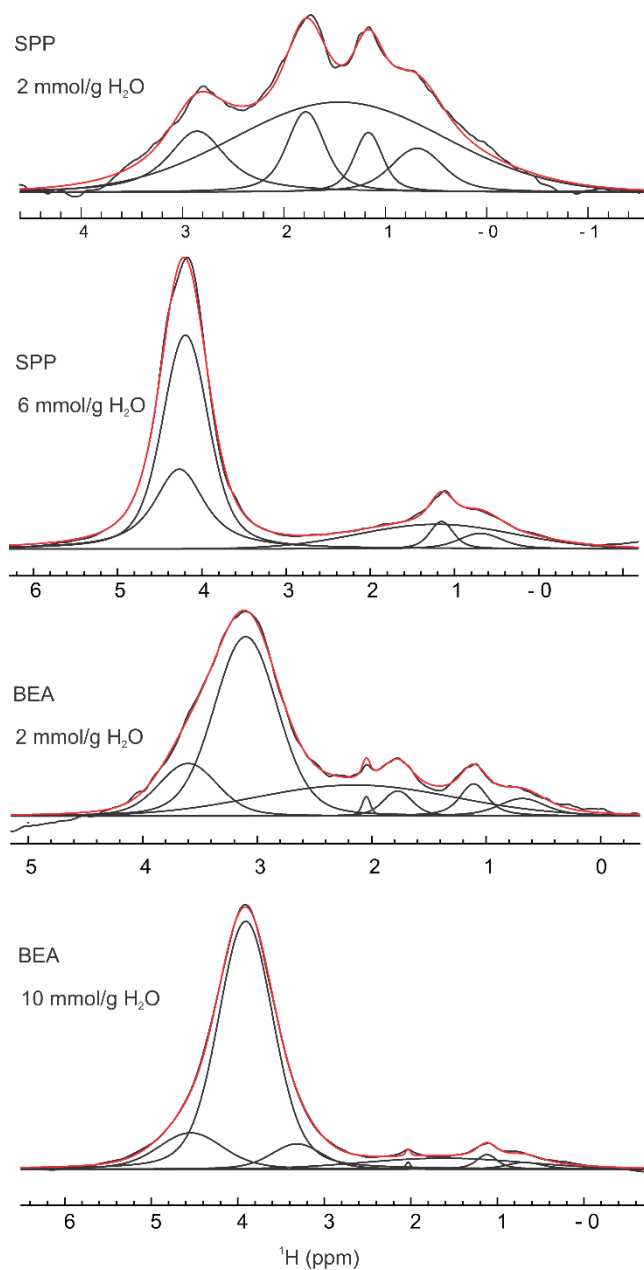 SPP
2 mmol/g H₂O
4 3 2 1 - 0 - 1
SPP
6 mmol/g H₂O
6 5 4 3 2 1 - 0
BEA
2 mmol/g H₂O
5 4 3 2 1 0
BEA
10 mmol/g H₂O
6 5 4 3 2 1 - 0
¹H (ppm)